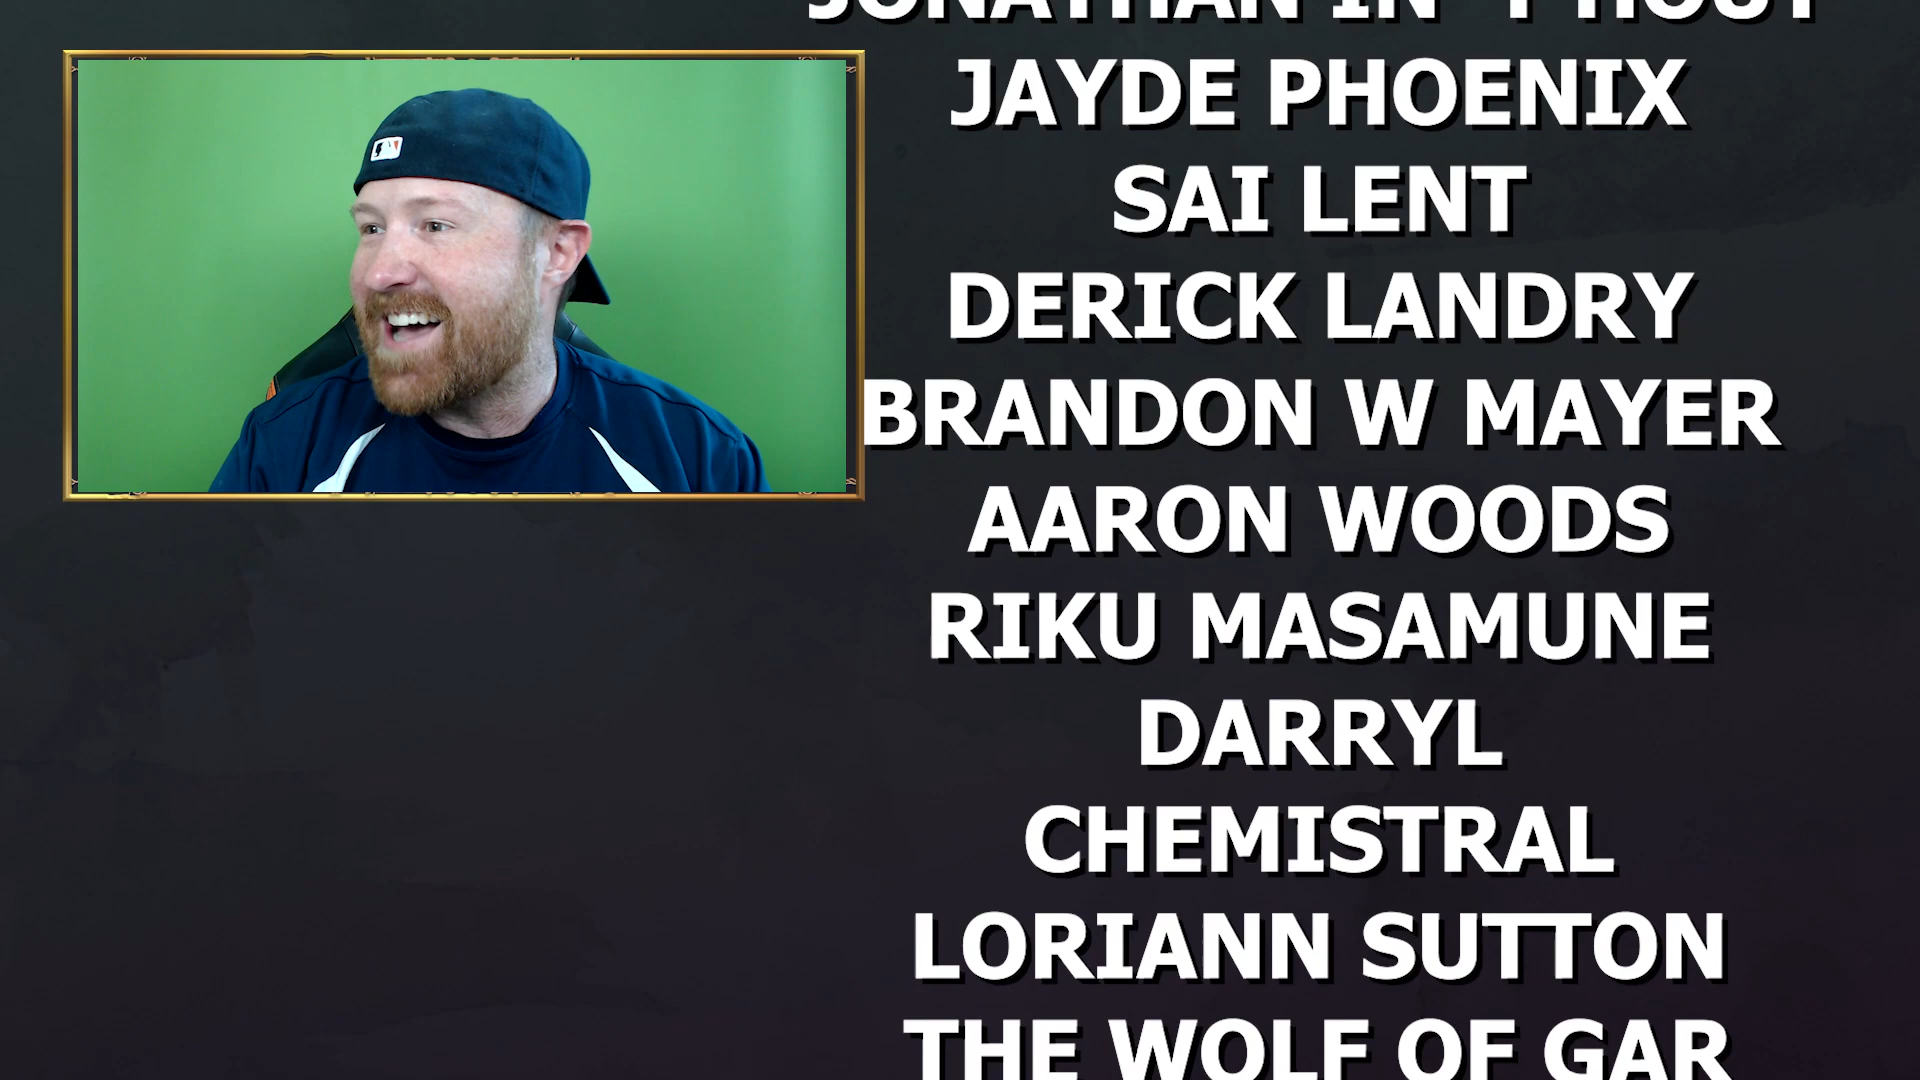 JONATHAN
JAYDE PHOENIX
SAI LENT
DERICK LANDRY
BRANDON W MAYER
AARON WOODS
RIKU MASAMUNE
DARRYL
CHEMISTRAL
LORIANN SUTTON
THE WOLF OF GAR